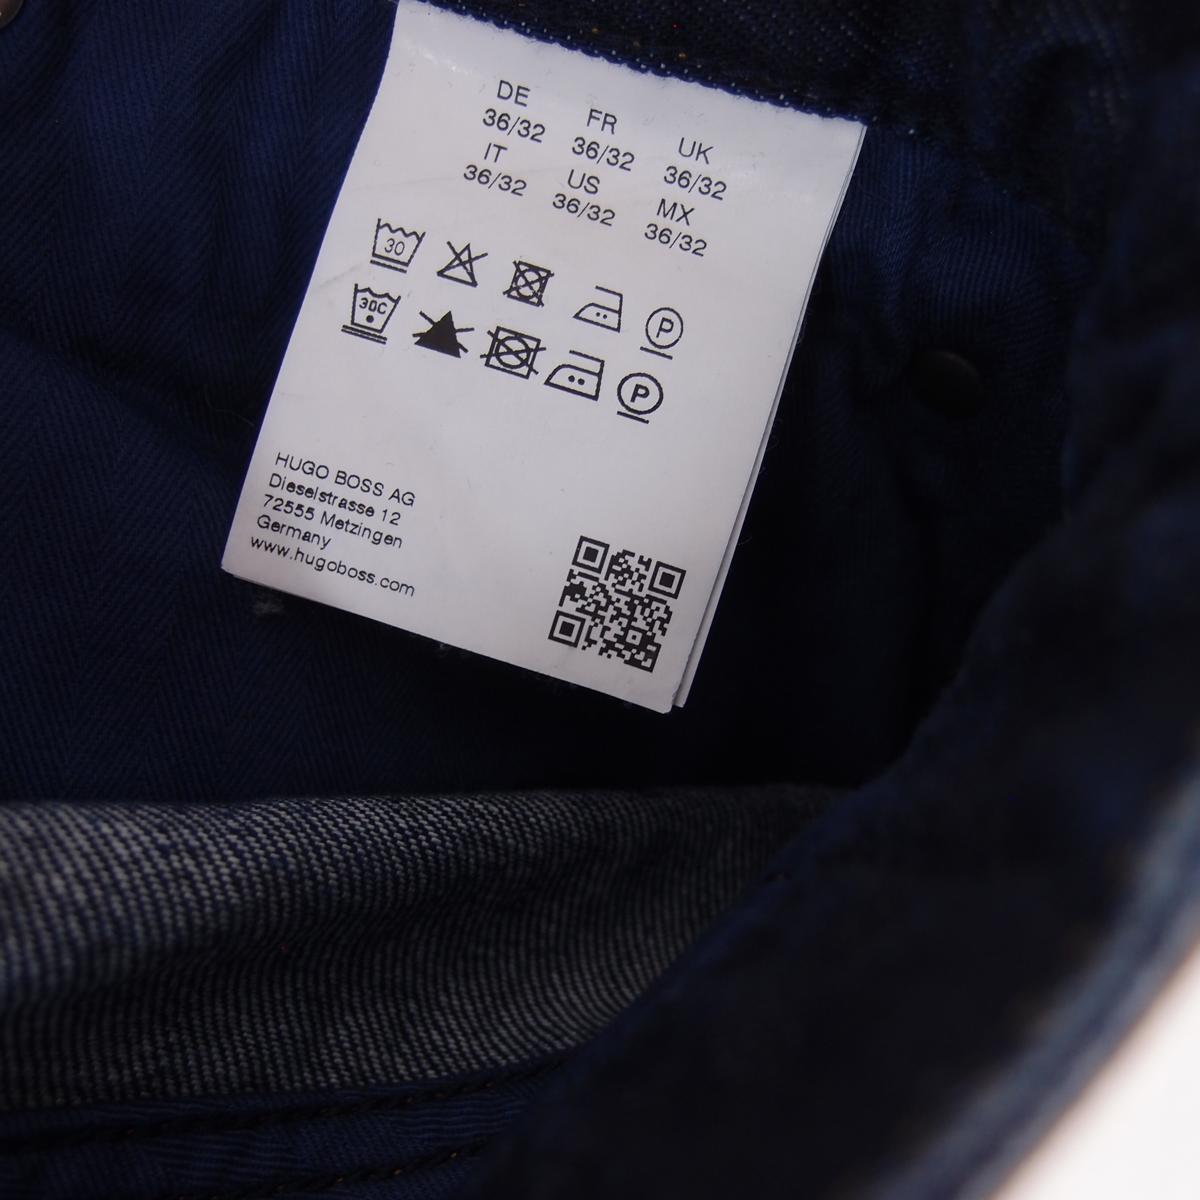 DE FR UK
36/32 36/32 36/32
IT US MX
36/32 36/32 36/32
30 P
30C P
HUGO BOSS AG
Dieselstrasse 12
72555 Metzingen
Germany
www.hugoboss.com